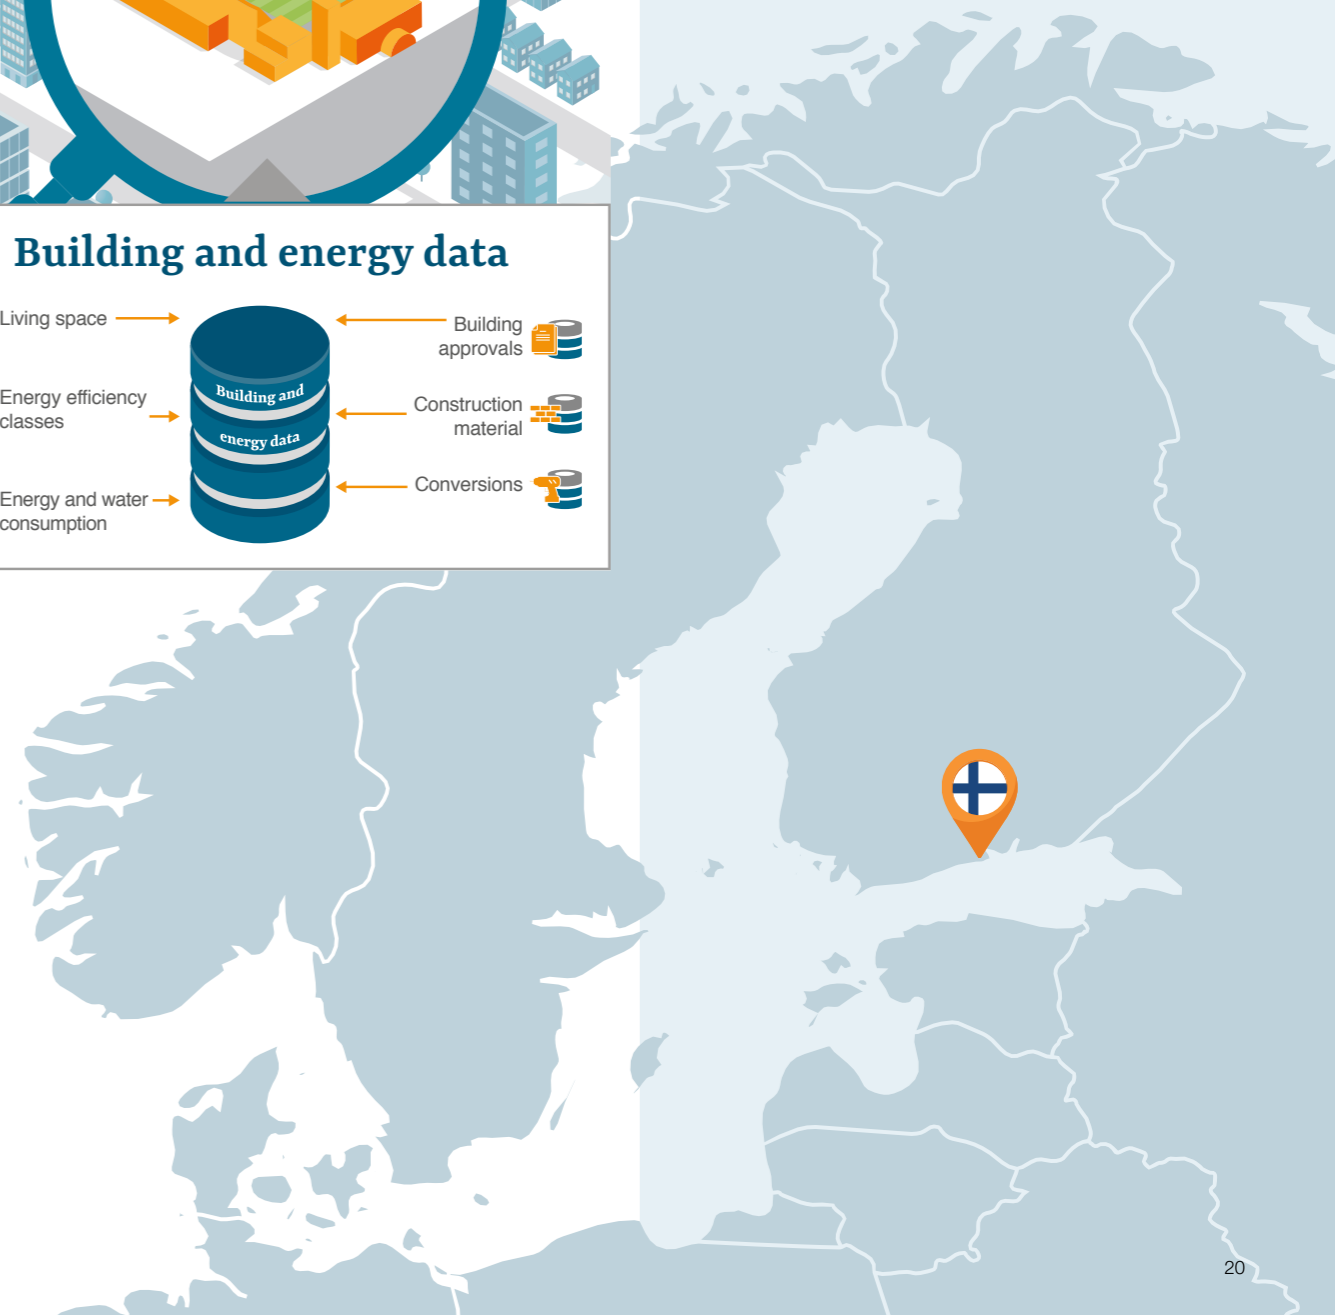 Building and energy data
Living space
Energy efficiency
classes
Energy and water
consumption
Building and
energy data
Building
approvals
Construction
material
Conversions
20